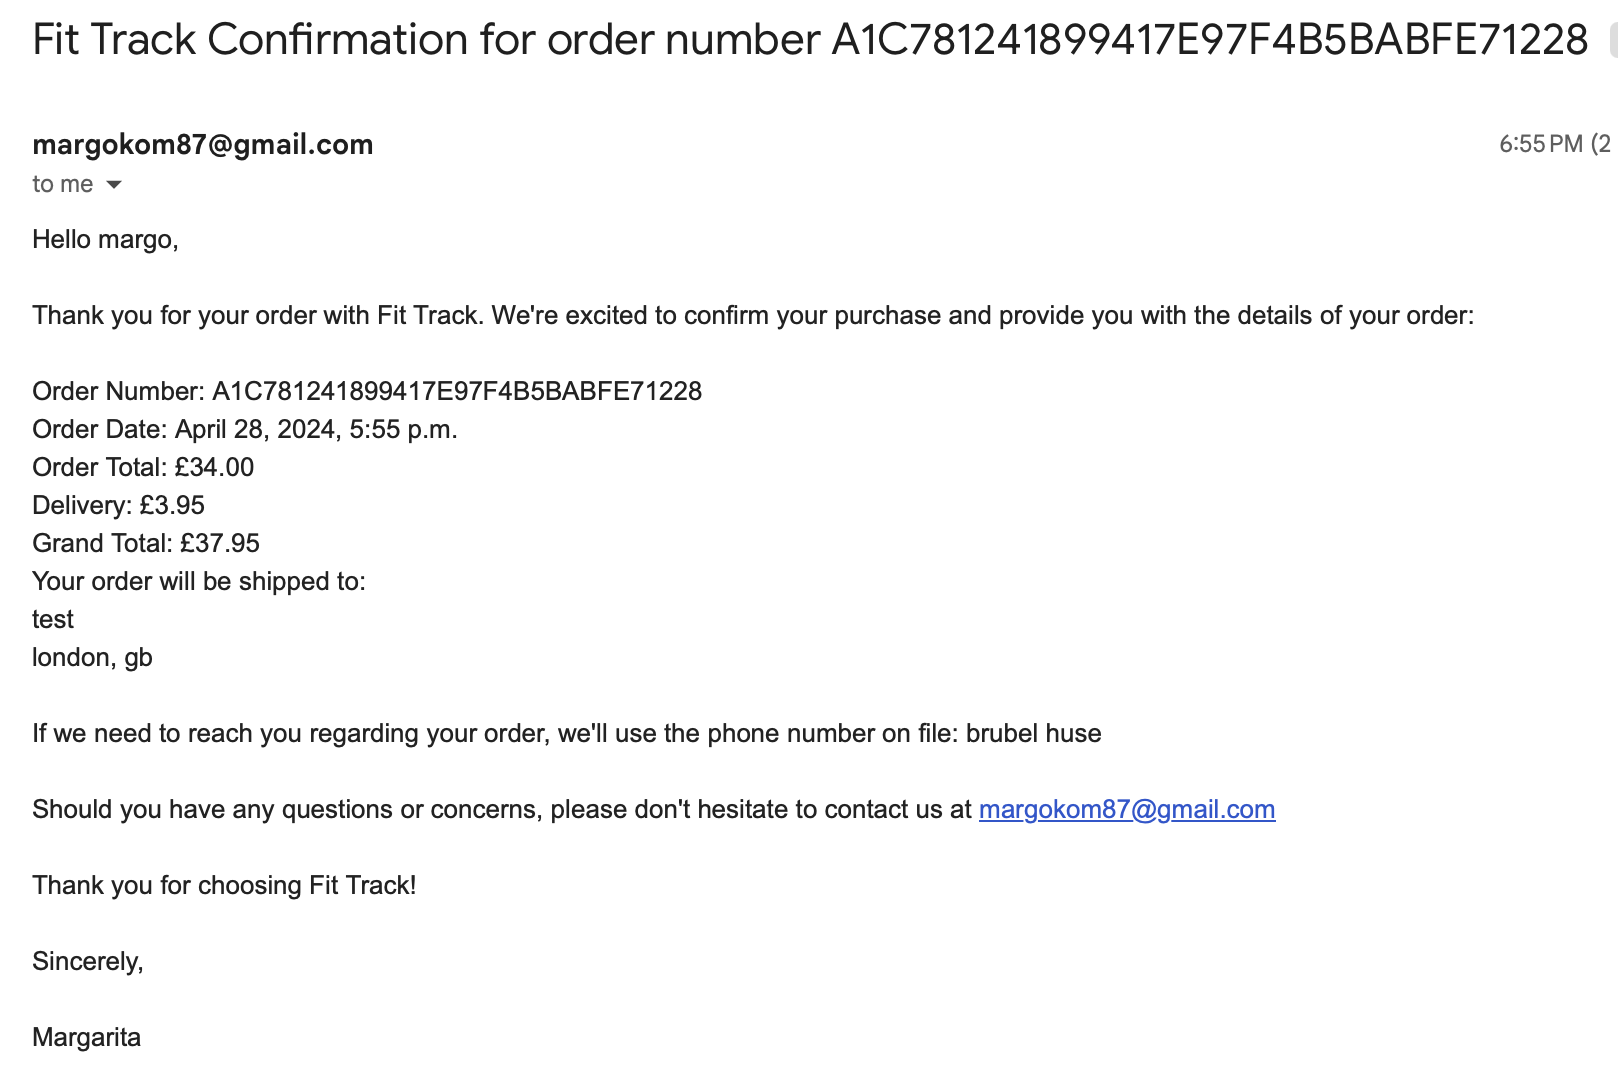 Fit Track Confirmation for order number A1C781241899417E97F4B5BABFE71228
margokom87@gmail.com
6:55 PM (2
to me
Hello margo,
Thank you for your order with Fit Track. We're excited to confirm your purchase and provide you with the details of your order:
Order Number: A1C781241899417E97F4B5BABFE71228
Order Date: April 28, 2024, 5:55 p.m.
Order Total: £34.00
Delivery: £3.95
Grand Total: £37.95
Your order will be shipped to:
test
london, gb
If we need to reach you regarding your order, we'll use the phone number on file: brubel huse
Should you have any questions or concerns, please don't hesitate to contact us at margokom87@gmail.com
Thank you for choosing Fit Track!
Sincerely,
Margarita